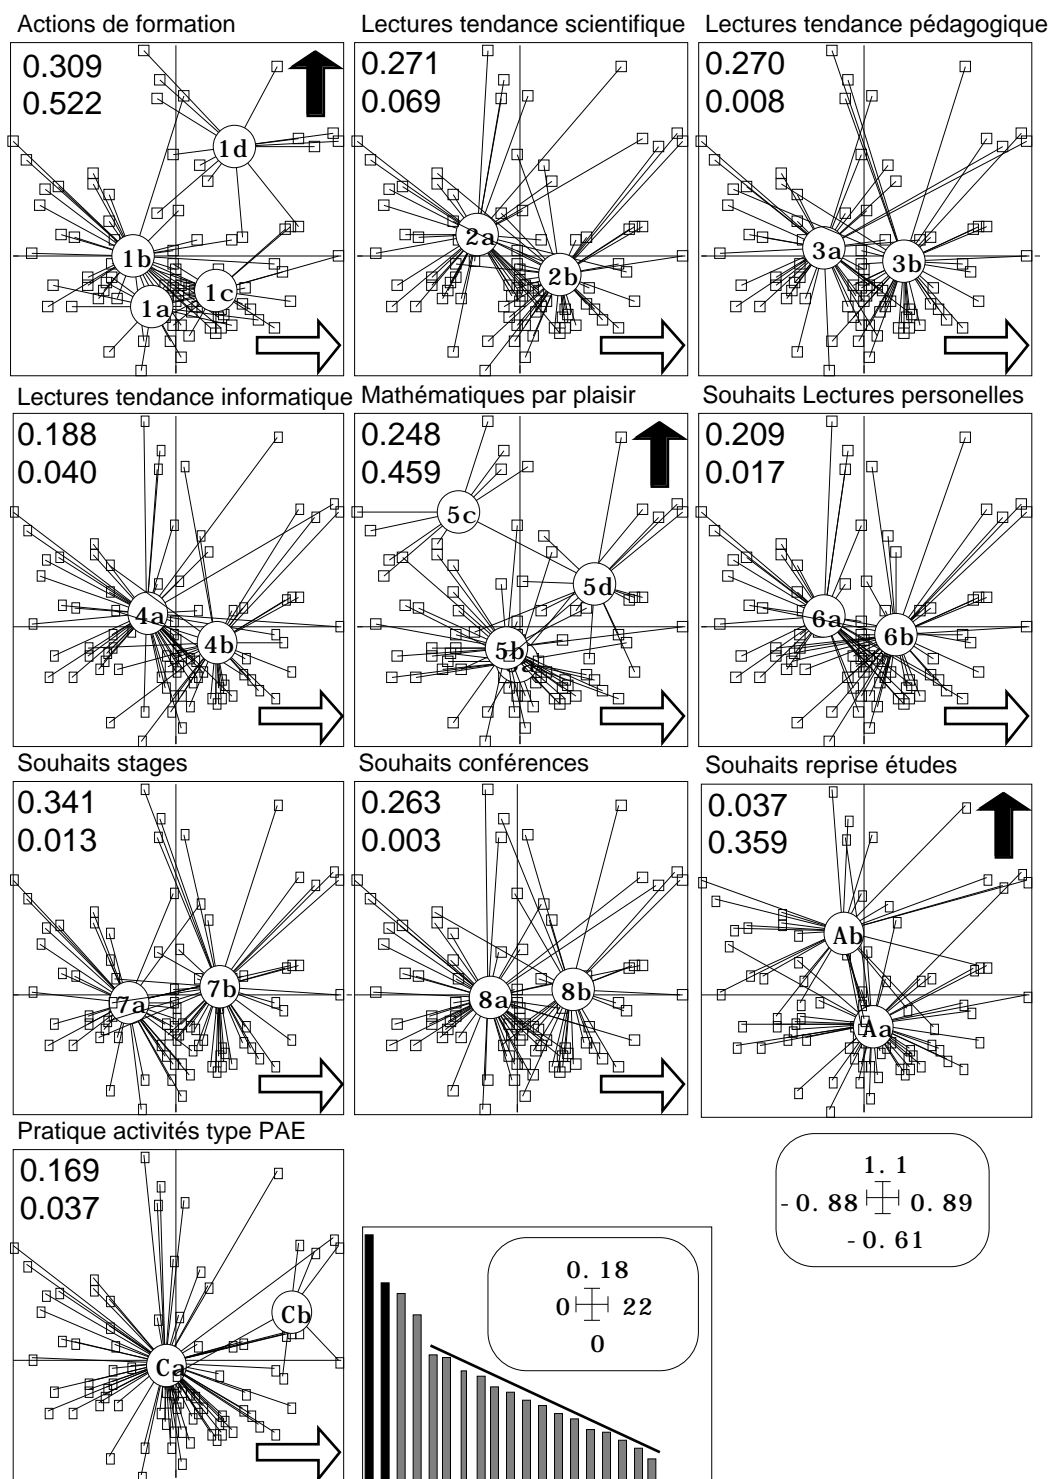 Actions de formation
0.309
0.522
1d
1b
1c
1a
Lectures tendance scientifique
0.271
0.069
2a
2b
Lectures tendance pédagogique
0.270
0.008
3a
3b
Lectures tendance informatique
0.188
0.040
4a
4b
Mathématiques par plaisir
0.248
0.459
5c
5d
5b
Souhaits Lectures personelles
0.209
0.017
6a
6b
Souhaits stages
0.341
0.013
7b
7a
Souhaits conférences
0.263
0.003
8b
8a
Souhaits reprise études
0.037
0.359
Ab
Aa
Pratique activités type PAE
0.169
0.037
Cb
Ca
0. 18
0 22
0
1. 1
- 0. 88 0. 89
- 0. 61